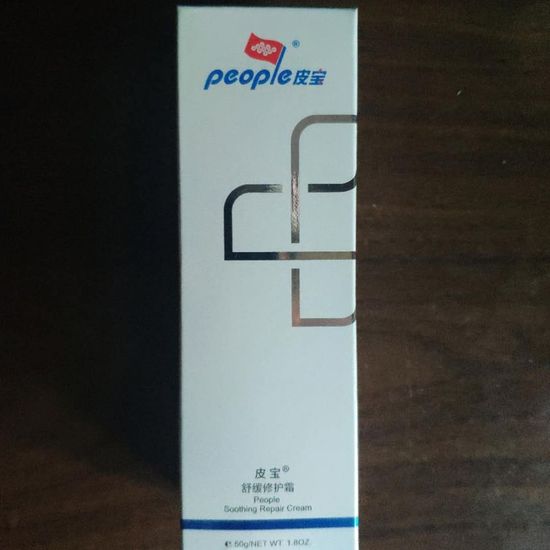 people皮宝®
皮宝®
舒缓修护霜
People
Soothing Repair Cream
℮:50g/NET WT. 1.8OZ.